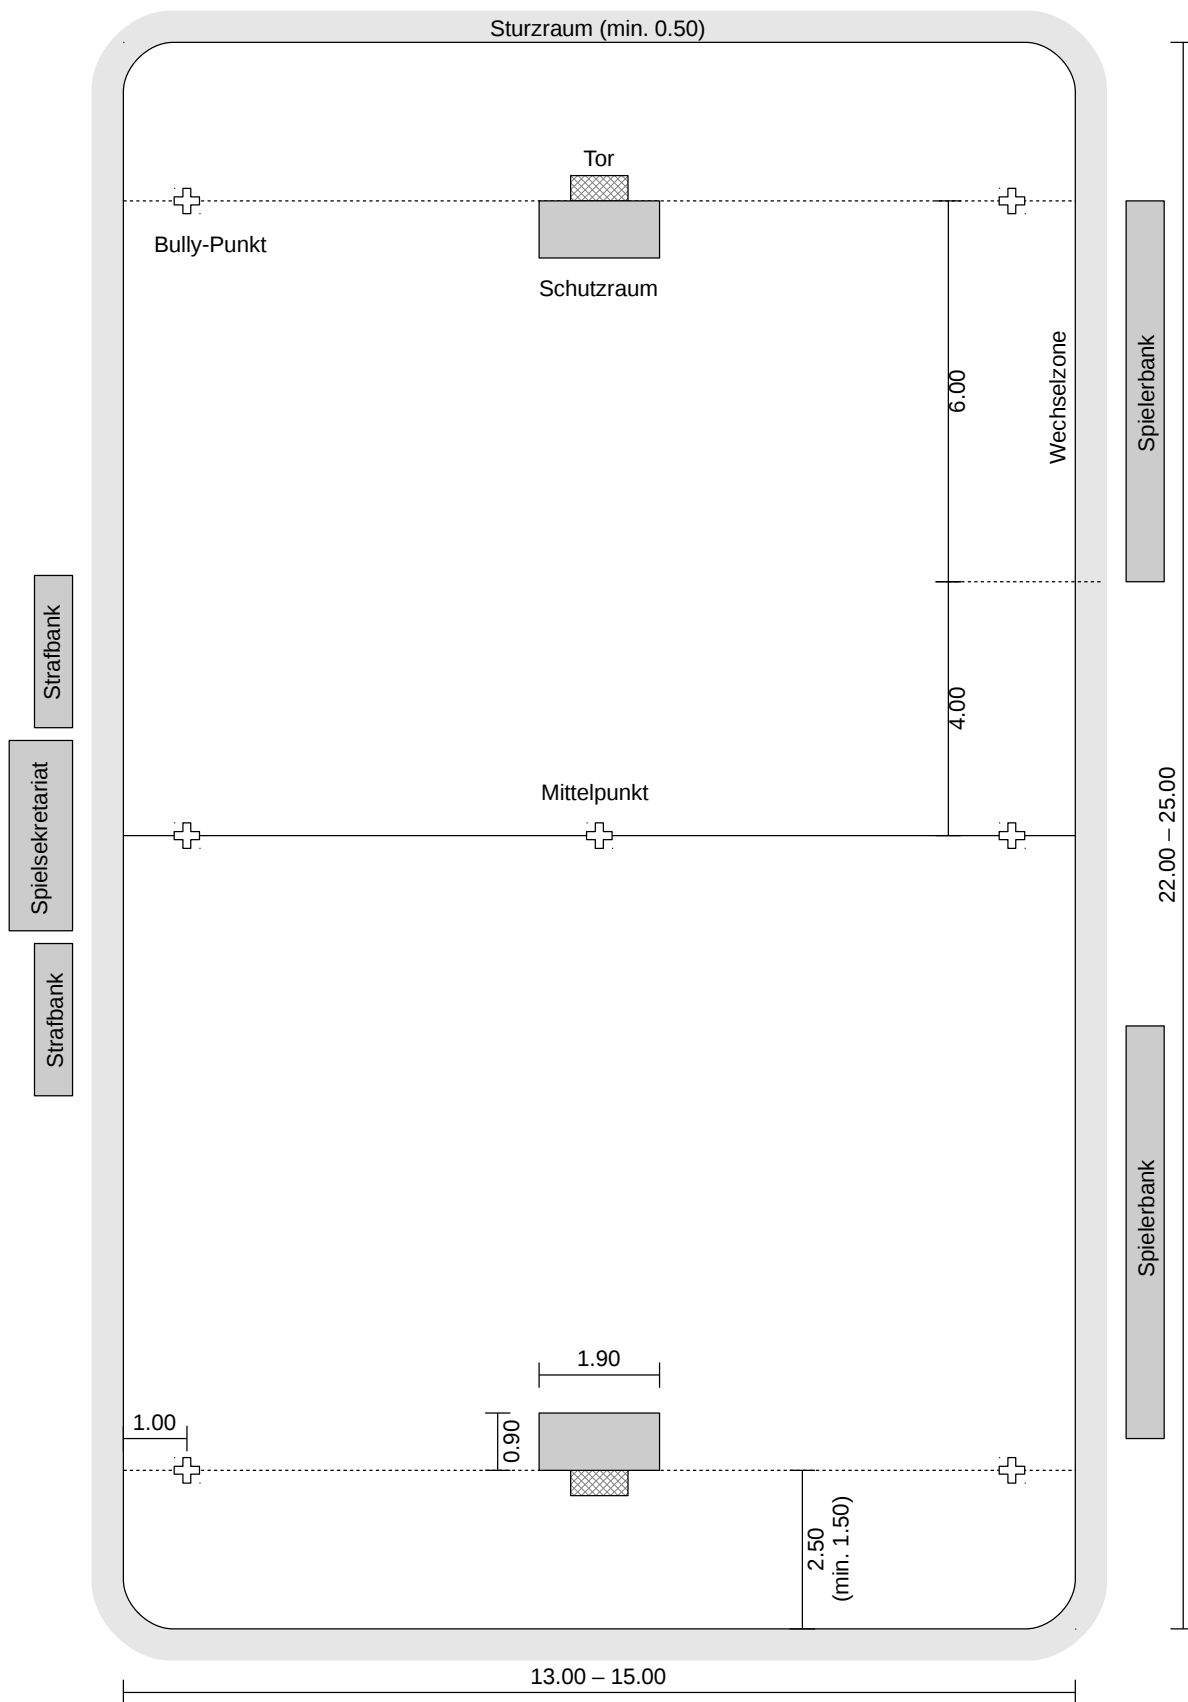 Sturzraum (min. 0.50)
Tor
Bully-Punkt
Schutzraum
6.00
Wechselzone
Spielerbank
Strafbank
4.00
Mittelpunkt
Spielsekretariat
22.00 – 25.00
Strafbank
Spielerbank
1.90
1.00
0.90
2.50
(min. 1.50)
13.00 – 15.00